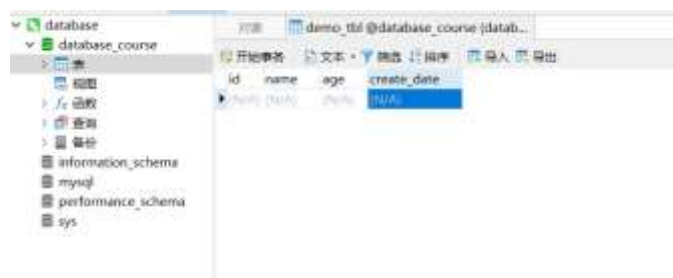 database
database_course
表
视图
fx 函数
查询
备份
information_schema
mysql
performance_schema
sys
对象
demo_tbl @database_course (datab...
开始事务 文本 筛选 排序 导入 导出
id name age create_date
(N/A) (N/A) (N/A) (N/A)